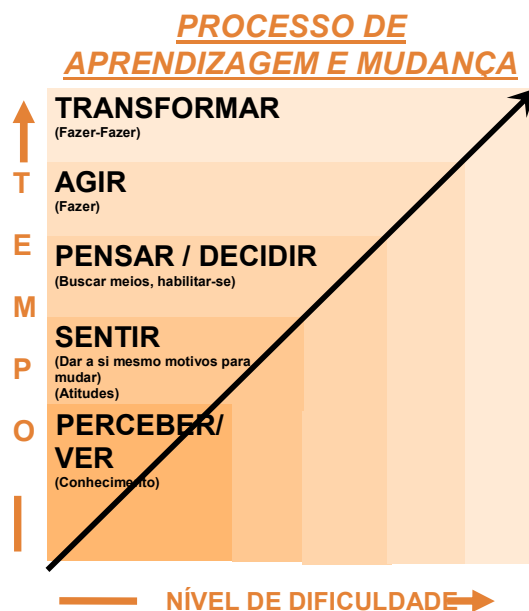 PROCESSO DE
APRENDIZAGEM E MUDANÇA
TRANSFORMAR
(Fazer-Fazer)
AGIR
(Fazer)
PENSAR / DECIDIR
(Buscar meios, habilitar-se)
SENTIR
(Dar a si mesmo motivos para
mudar)
(Atitudes)
PERCEBER/
VER
(Conhecimento)
TEMPO
NÍVEL DE DIFICULDADE